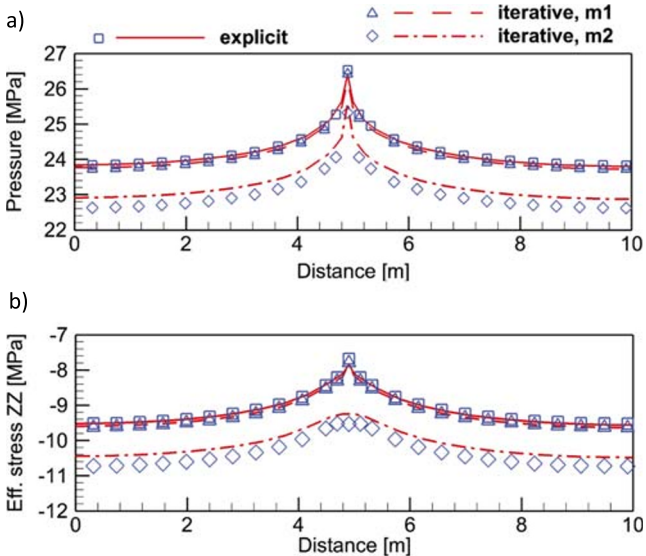 a)
explicit
iterative, m1
iterative, m2
Pressure [MPa]
27
26
25
24
23
22
0
2
4
6
8
10
Distance [m]
b)
Eff. stress ZZ [MPa]
-7
-8
-9
-10
-11
-12
0
2
4
6
8
10
Distance [m]